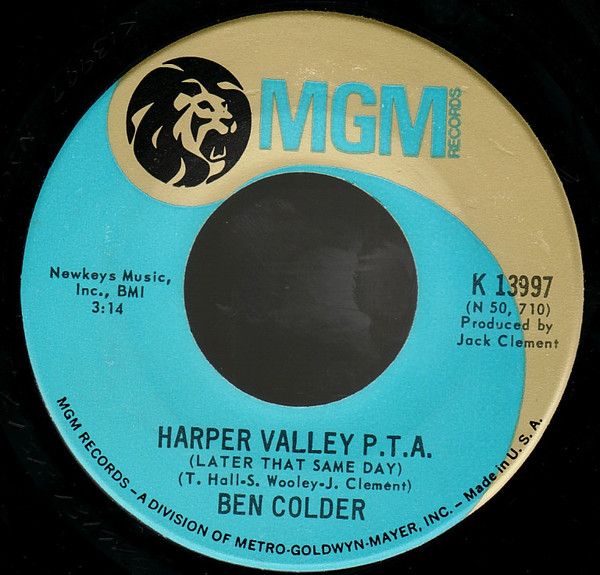 MGM
RECORDS
Newkeys Music,
Inc., BMI
3:14
K 13997
(N 50, 710)
Produced by
Jack Clement
HARPER VALLEY P.T.A.
(LATER THAT SAME DAY)
(T. Hall-S. Wooley-J. Clement)
BEN COLDER
MGM RECORDS – A DIVISION OF METRO-GOLDWYN-MAYER, INC. – Made in U. S. A.